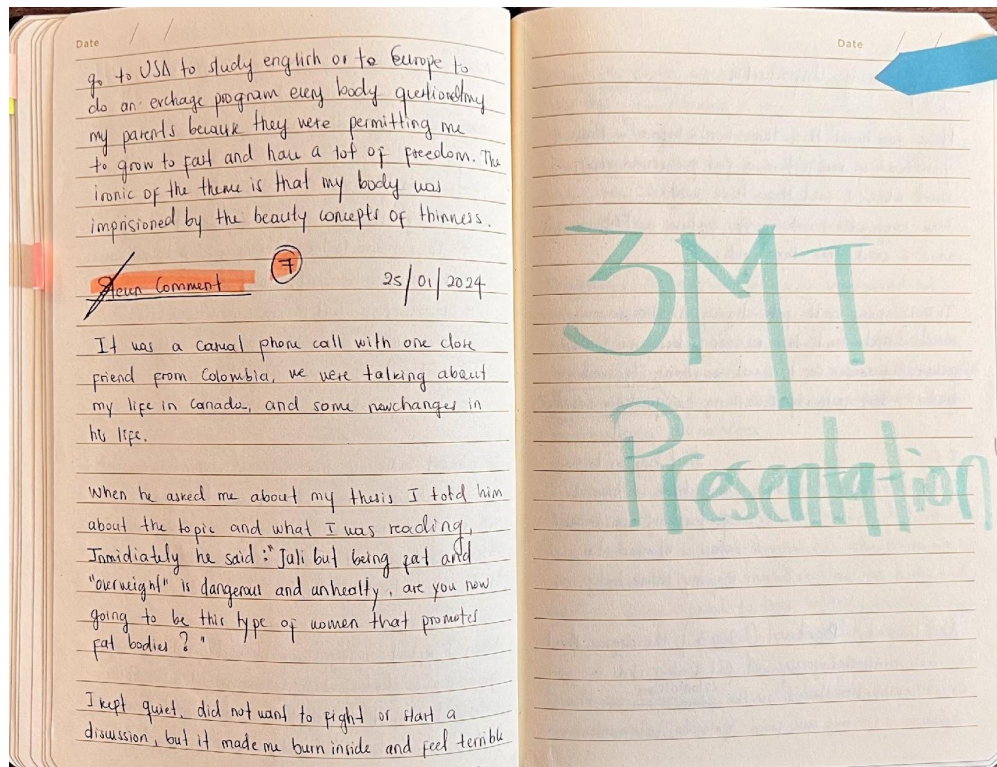 Date / /
go to USA to study english or to Europe to
do an exchage program every body questioned my
my parents because they were permitting me
to grow to fast and have a lot of freedom. The
ironic of the theme is that my body was
imprisioned by the beauty concepts of thinness.
Comment 7 25/01/2024
It was a casual phone call with one close
friend from Colombia, we were talking about
my life in Canada, and some newchanges in
his life.
When he asked me about my thesis I told him
about the topic and what I was reading,
Inmidiately he said: "Juli but being fat and
"overweight" is dangerous and unhealty, are you now
going to be this type of women that promotes
fat bodies? "
I kept quiet, did not want to fight or start a
discussion, but it made me burn inside and feel terrible
Date / /
3MT
Presentation